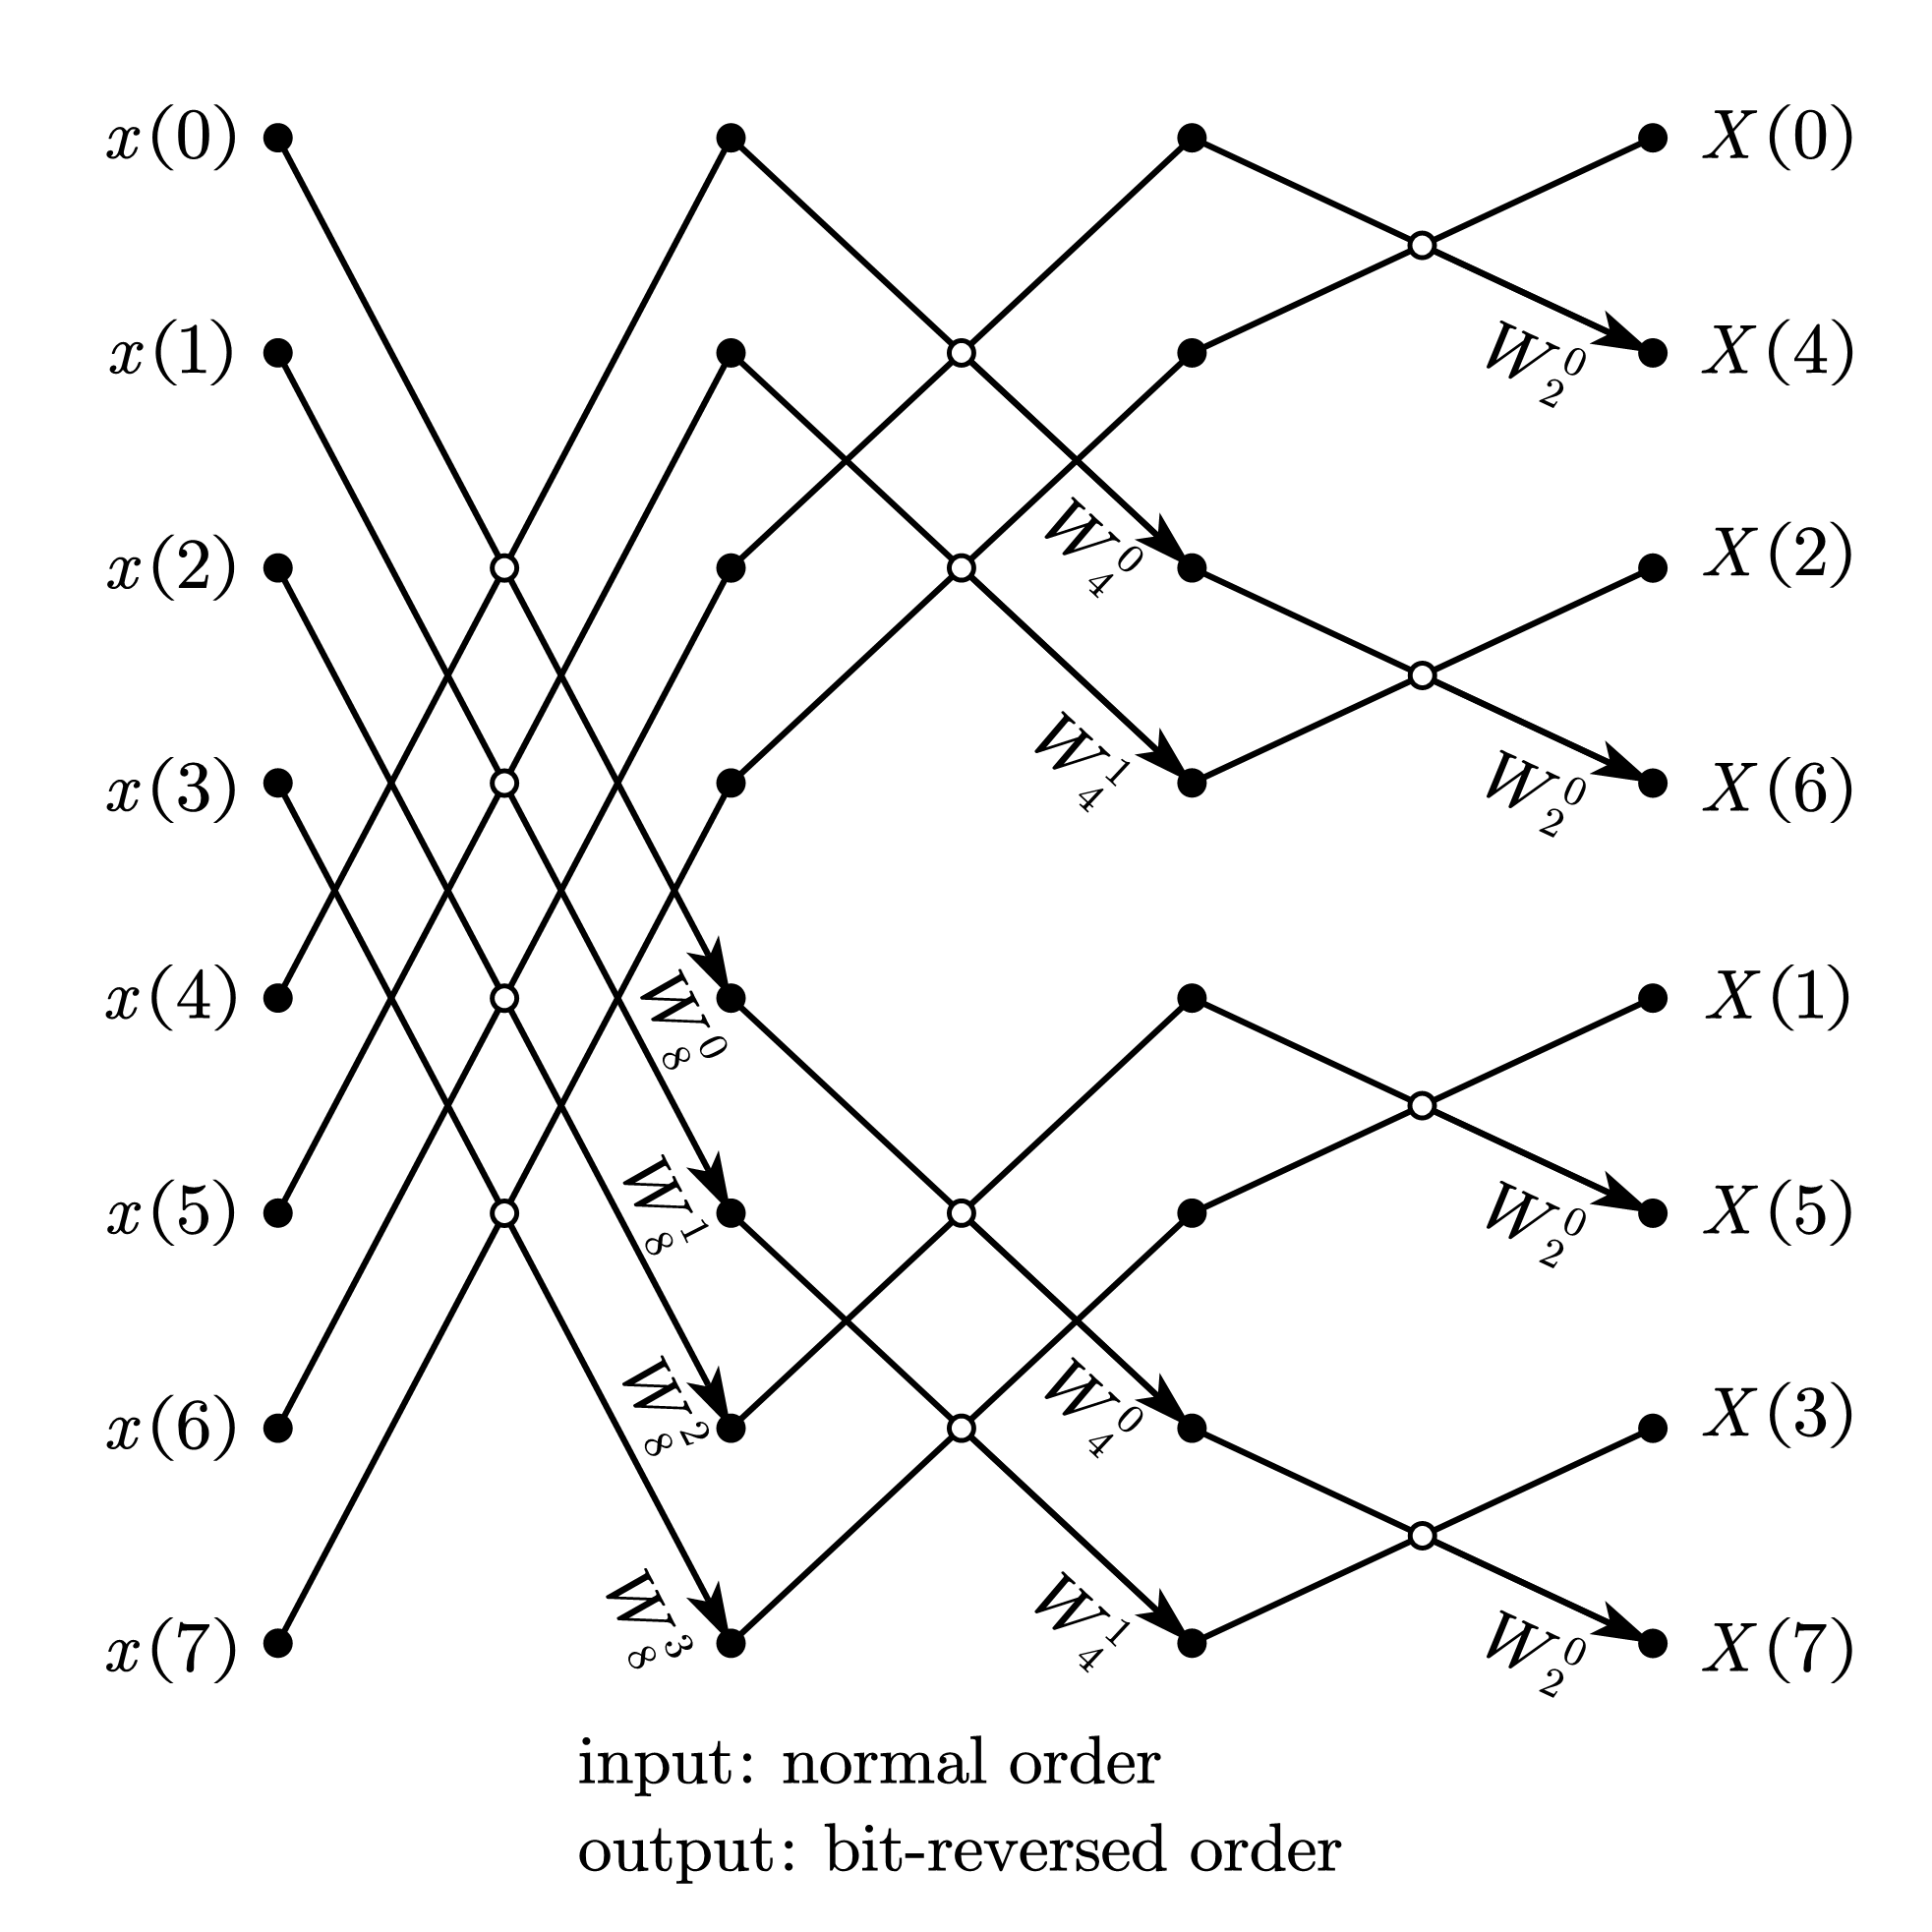 x(0) X(0)
x(1) W_2^0 X(4)
x(2) W_4^0 X(2)
x(3) W_4^1 W_2^0 X(6)
x(4) W_8^0 X(1)
x(5) W_8^1 W_2^0 X(5)
x(6) W_8^2 W_4^0 X(3)
x(7) W_8^3 W_4^1 W_2^0 X(7)
input: normal order
output: bit-reversed order